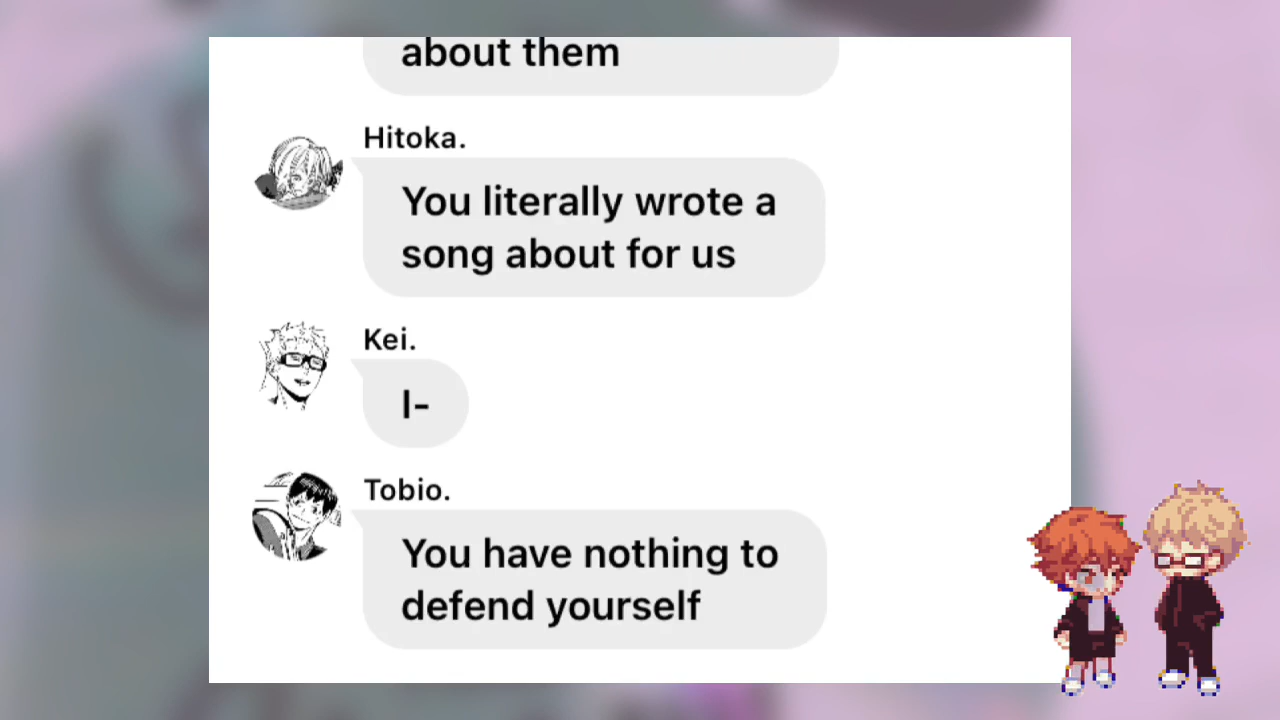 about them
Hitoka.
You literally wrote a
song about for us
Kei.
I-
Tobio.
You have nothing to
defend yourself